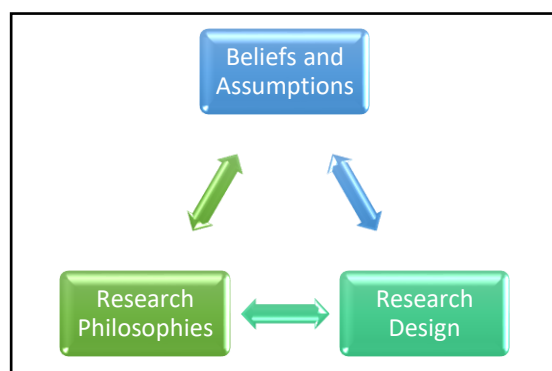 Beliefs and
Assumptions
Research
Philosophies
Research
Design